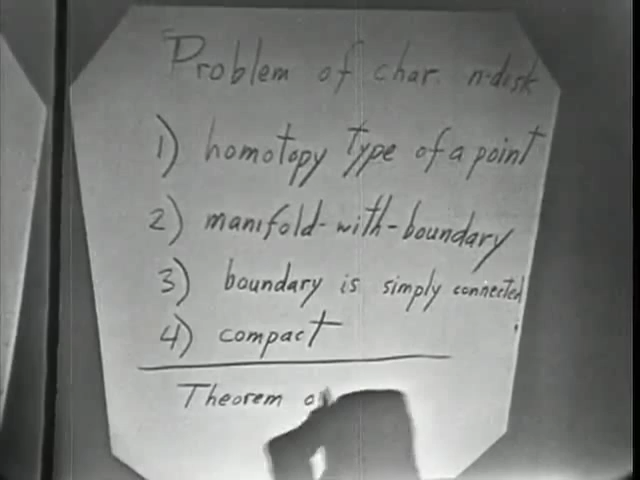 Problem of char. n-disk
1) homotopy type of a point
2) manifold-with-boundary
3) boundary is simply connected
4) compact
Theorem o